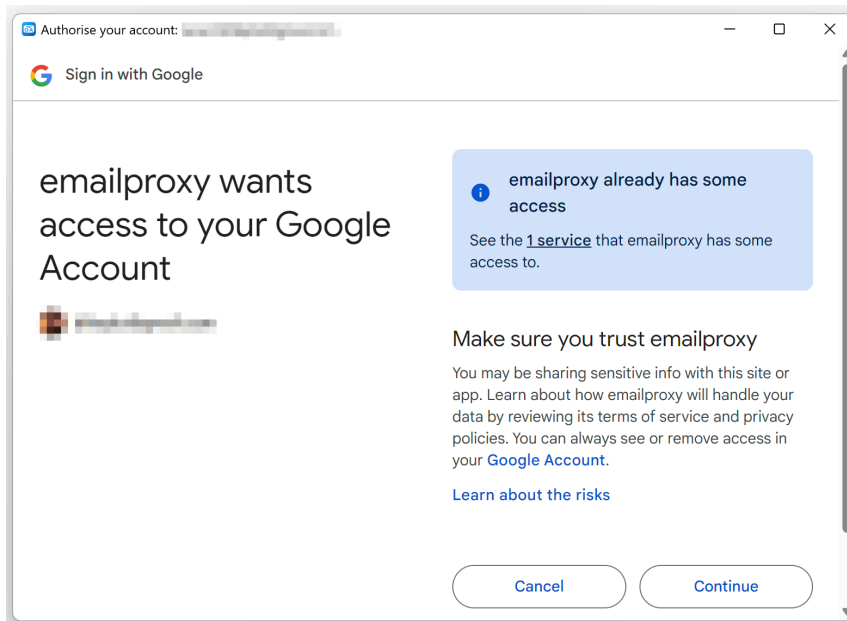 Authorise your account:
Sign in with Google
emailproxy wants
access to your Google
Account
emailproxy already has some
access
See the 1 service that emailproxy has some
access to.
Make sure you trust emailproxy
You may be sharing sensitive info with this site or
app. Learn about how emailproxy will handle your
data by reviewing its terms of service and privacy
policies. You can always see or remove access in
your Google Account.
Learn about the risks
Cancel
Continue